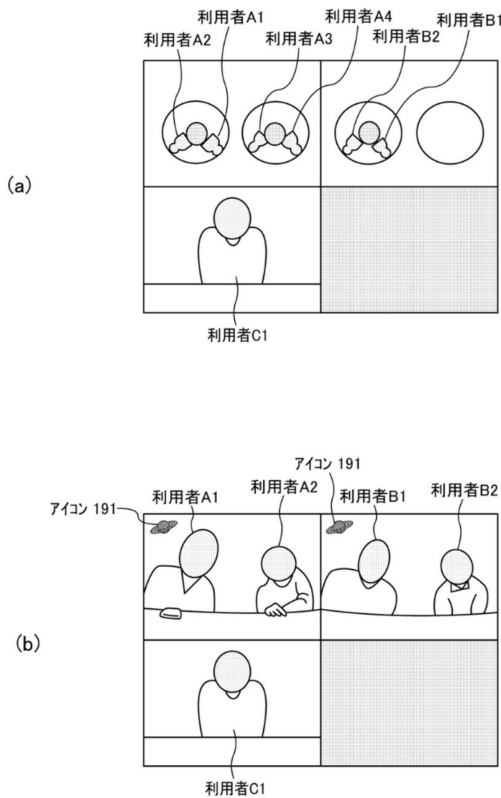 利用者A1
利用者A4
利用者B1
利用者A2
利用者A3
利用者B2
(a)
利用者C1
アイコン 191
利用者A1
利用者A2
アイコン 191
利用者B1
利用者B2
(b)
利用者C1